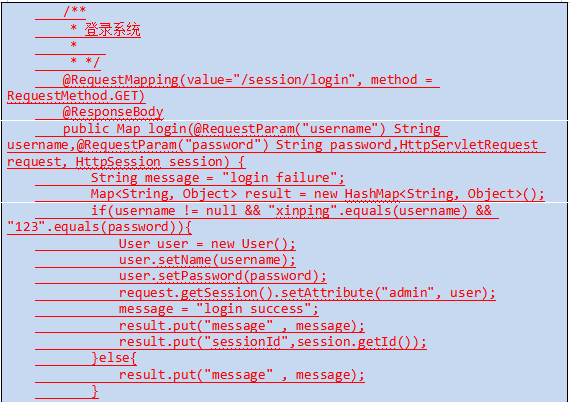 /**
* 登录系统
*
* */
@RequestMapping(value="/session/login", method =
RequestMethod.GET)
@ResponseBody
public Map login(@RequestParam("username") String
username,@RequestParam("password") String password,HttpServletRequest
request, HttpSession session) {
String message = "login failure";
Map<String, Object> result = new HashMap<String, Object>();
if(username != null && "xinping".equals(username) &&
"123".equals(password)){
User user = new User();
user.setName(username);
user.setPassword(password);
request.getSession().setAttribute("admin", user);
message = "login success";
result.put("message" , message);
result.put("sessionId",session.getId());
}else{
result.put("message" , message);
}